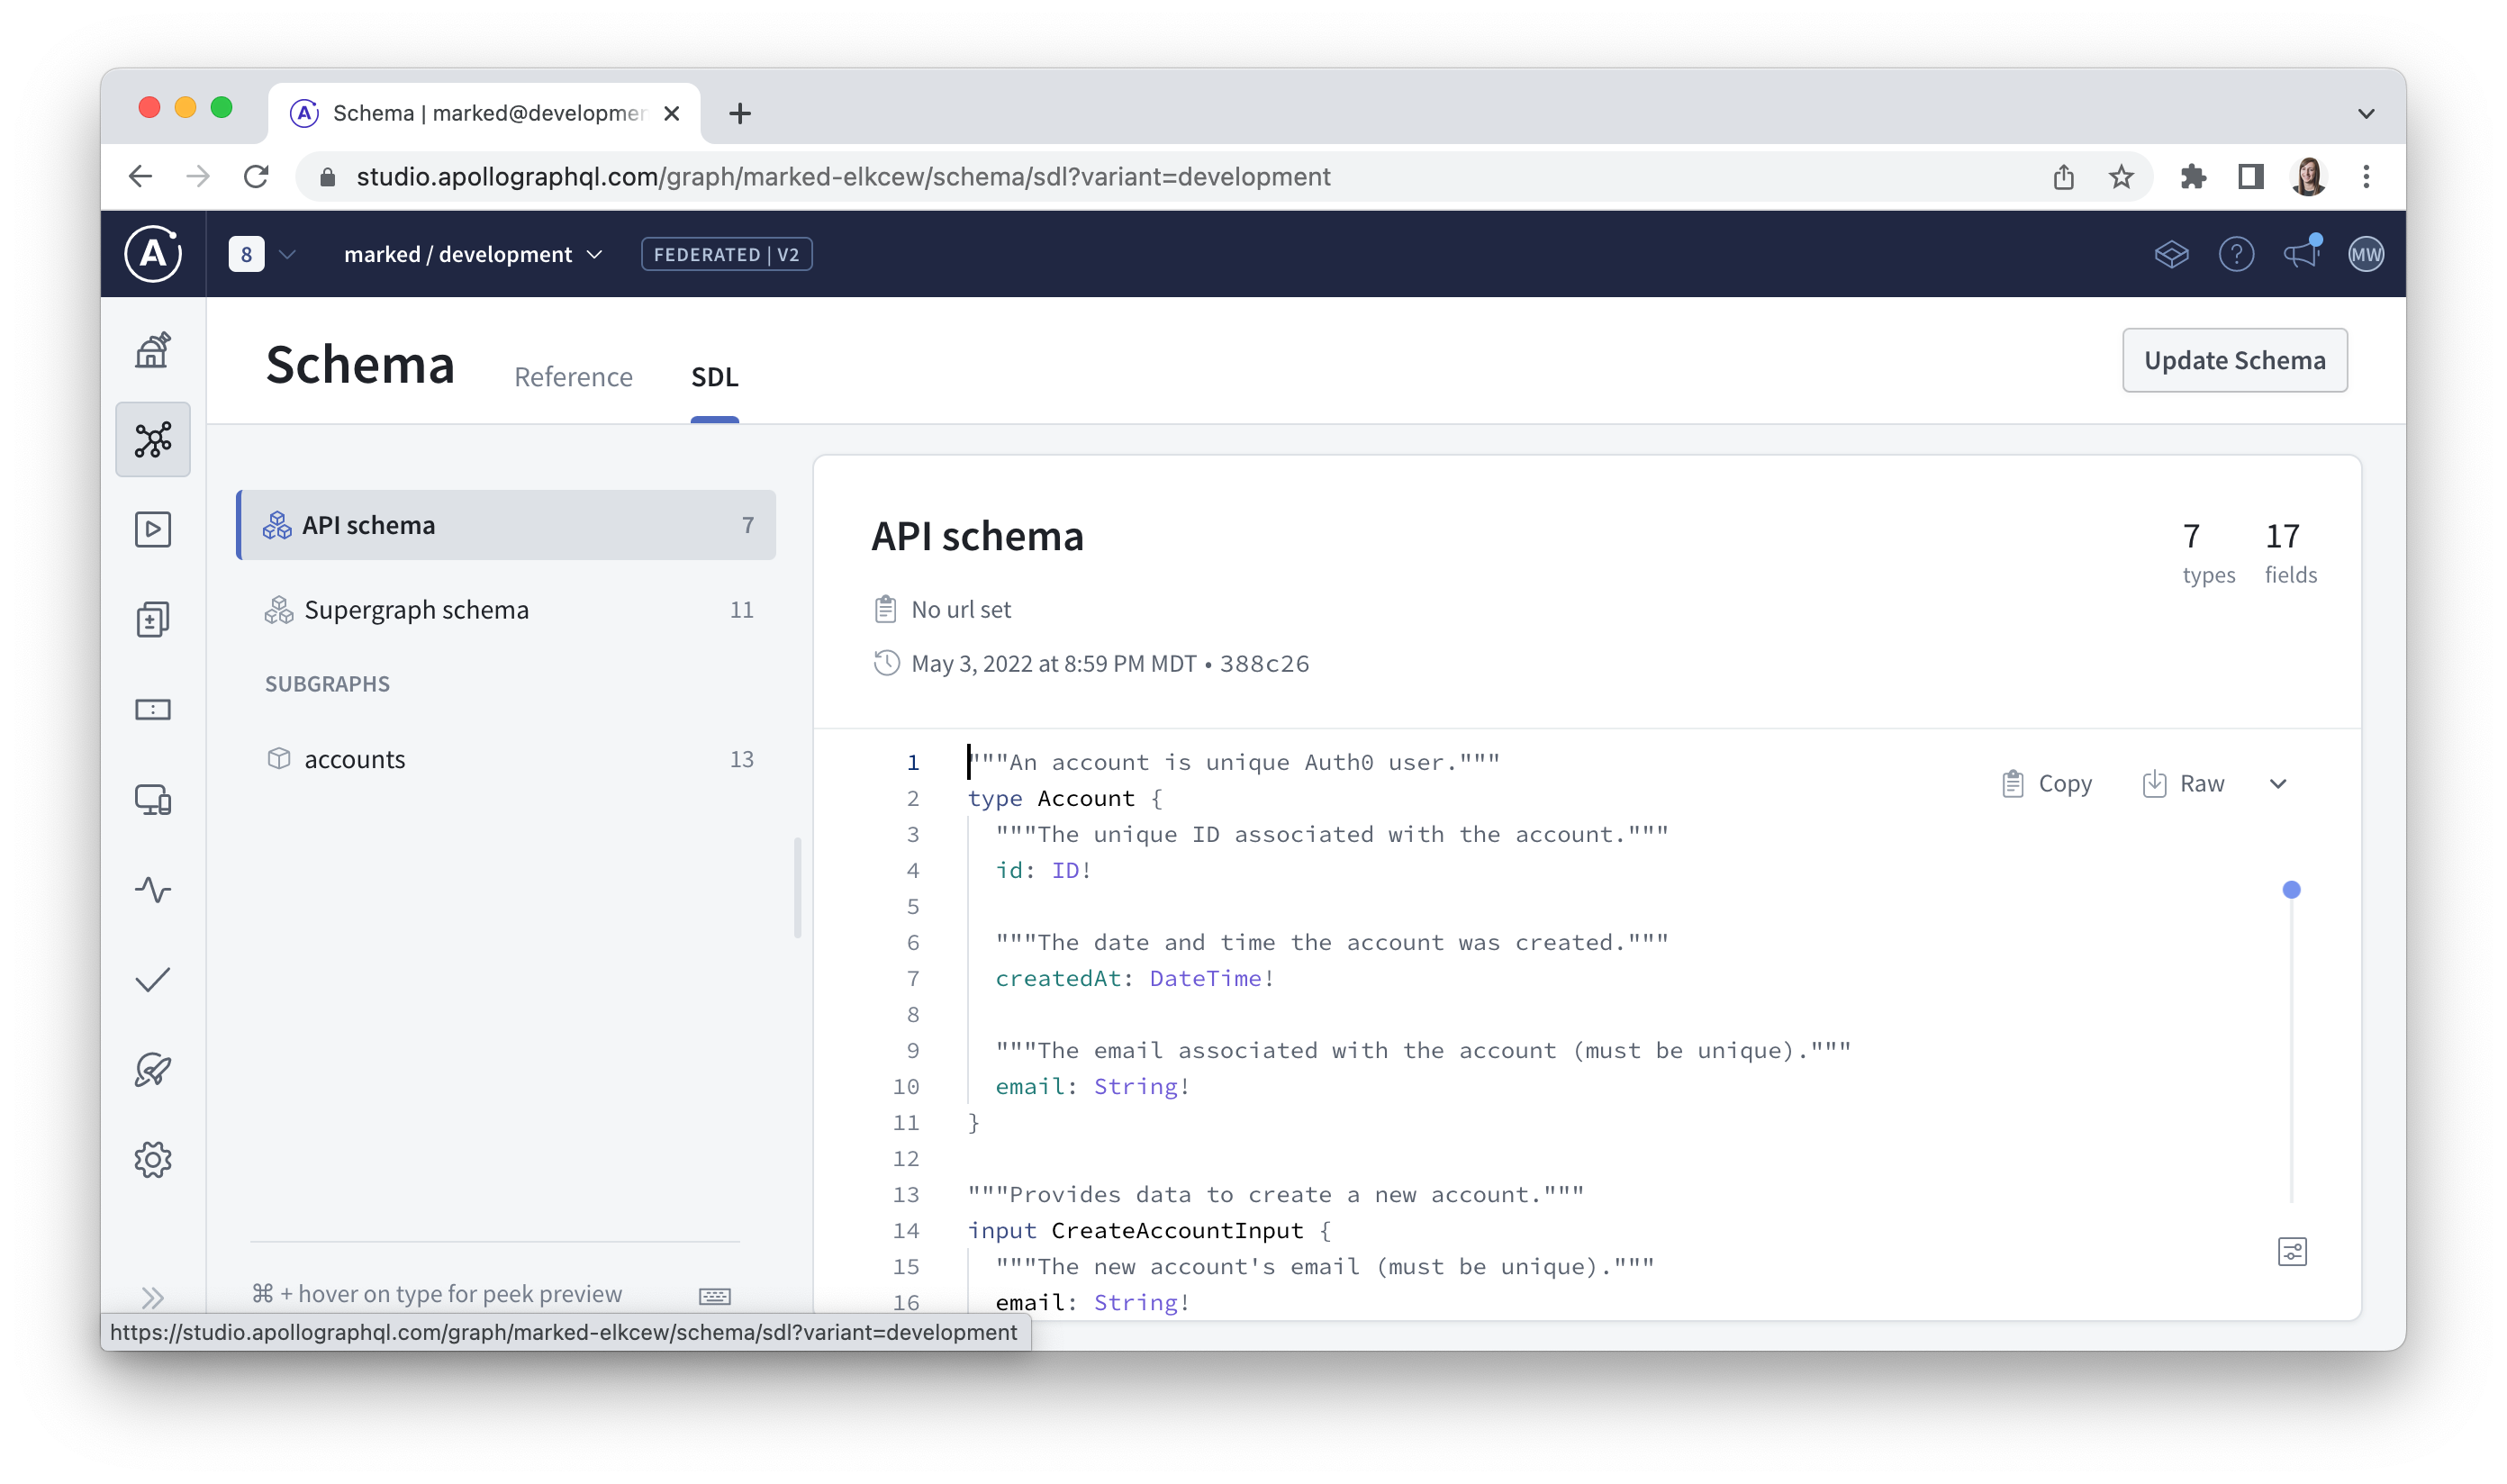 Schema | marked@developmen
studio.apollographql.com/graph/marked-elkcew/schema/sdl?variant=development
A
8
marked / development
FEDERATED | V2
?
MW
Schema
Reference
SDL
Update Schema
API schema 7
Supergraph schema 11
SUBGRAPHS
accounts 13
⌘ + hover on type for peek preview
API schema
7 types
17 fields
No url set
May 3, 2022 at 8:59 PM MDT • 388c26
Copy
Raw
1 """An account is unique Auth0 user."""
2 type Account {
3 """The unique ID associated with the account."""
4 id: ID!
5
6 """The date and time the account was created."""
7 createdAt: DateTime!
8
9 """The email associated with the account (must be unique)."""
10 email: String!
11 }
12
13 """Provides data to create a new account."""
14 input CreateAccountInput {
15 """The new account's email (must be unique)."""
16 email: String!
https://studio.apollographql.com/graph/marked-elkcew/schema/sdl?variant=development